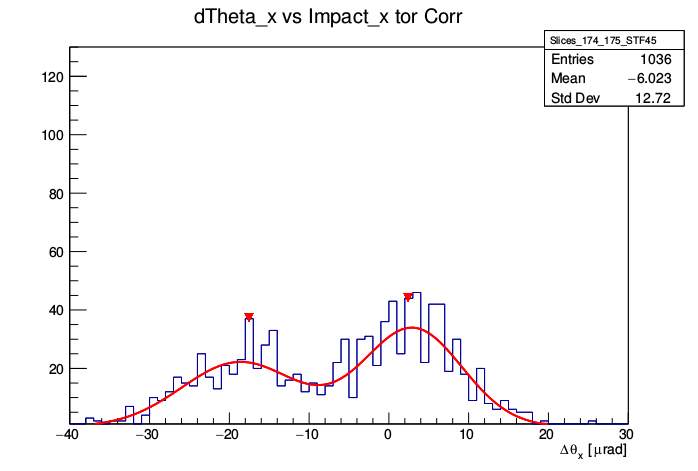 dTheta_x vs Impact_x tor Corr
Slices_174_175_STF45
Entries 1036
Mean −6.023
Std Dev 12.72
120
100
80
60
40
20
−40 −30 −20 −10 0 10 20 30
Δθx [μrad]